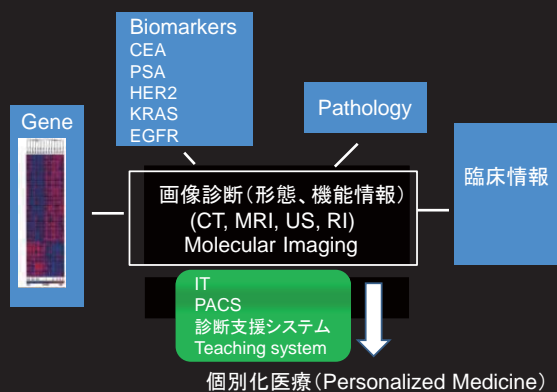 Biomarkers
CEA
PSA
HER2
KRAS
EGFR
Pathology
Gene
臨床情報
画像診断（形態、機能情報）
(CT, MRI, US, RI)
Molecular Imaging
IT
PACS
診断支援システム
Teaching system
個別化医療（Personalized Medicine）